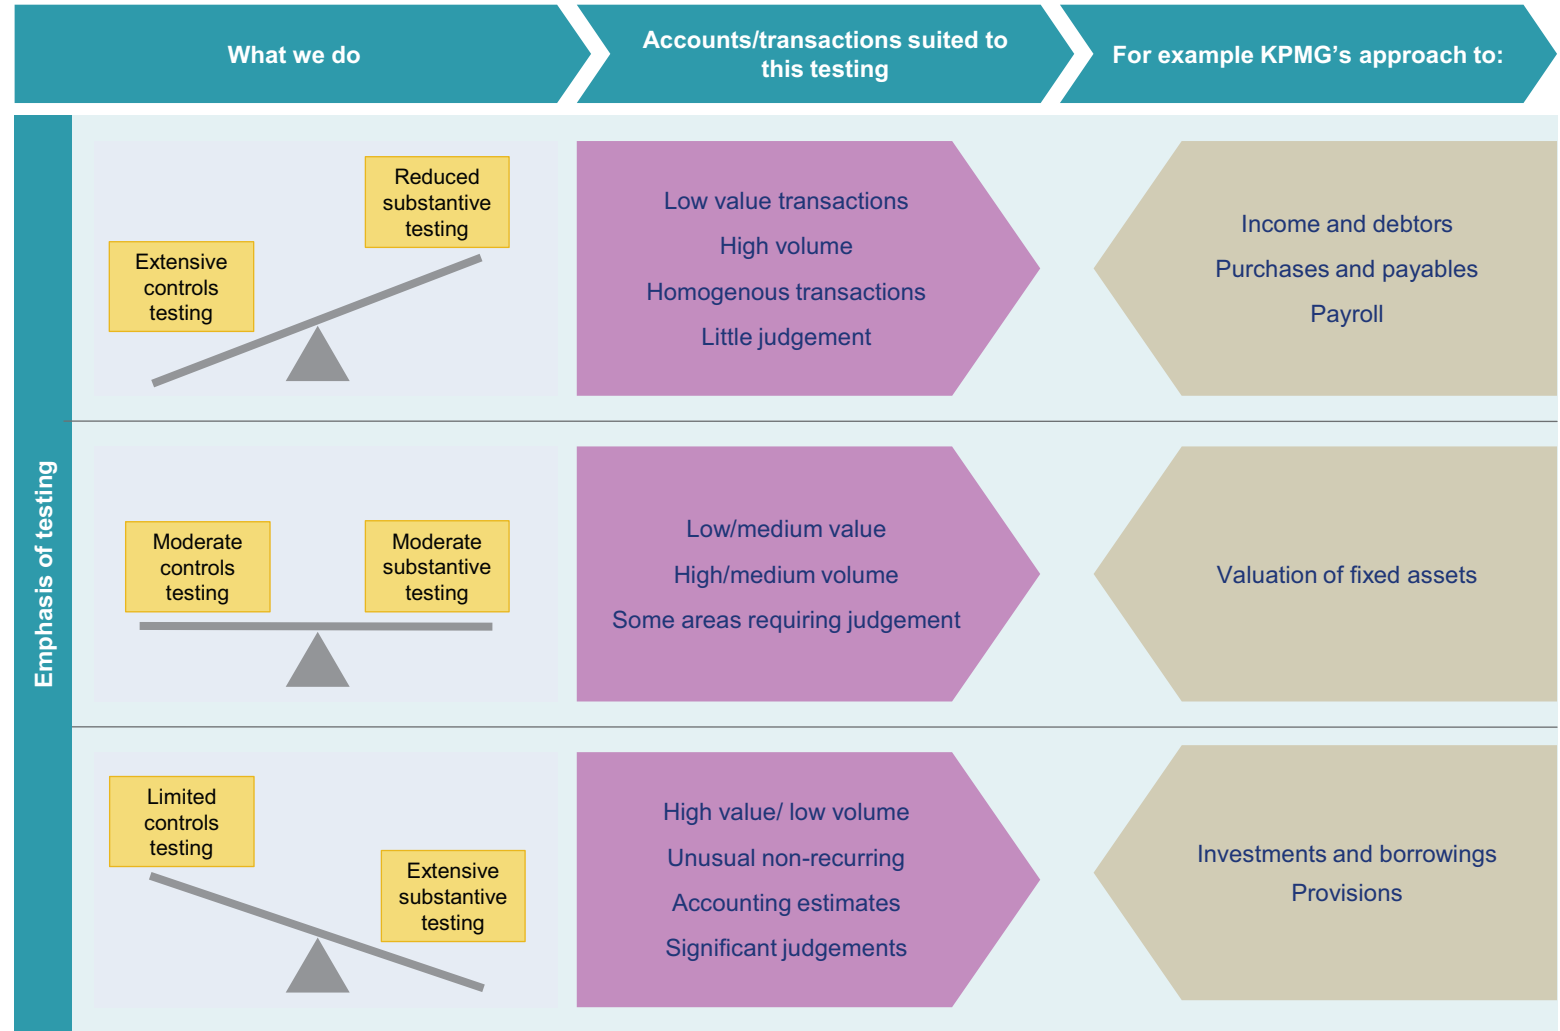 What we do
Accounts/transactions suited to
this testing
For example KPMG's approach to:
Emphasis of testing
Extensive
controls
testing
Reduced
substantive
testing
Low value transactions
High volume
Homogenous transactions
Little judgement
Income and debtors
Purchases and payables
Payroll
Moderate
controls
testing
Moderate
substantive
testing
Low/medium value
High/medium volume
Some areas requiring judgement
Valuation of fixed assets
Limited
controls
testing
Extensive
substantive
testing
High value/ low volume
Unusual non-recurring
Accounting estimates
Significant judgements
Investments and borrowings
Provisions